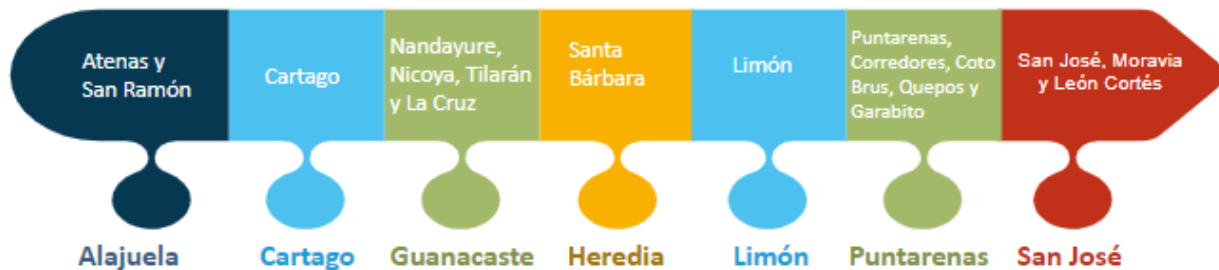 Atenas y
San Ramón
Cartago
Nandayure,
Nicoya, Tilarán
y La Cruz
Santa
Bárbara
Limón
Puntarenas,
Corredores, Coto
Brus, Quepos y
Garabito
San José, Moravia
y León Cortés
Alajuela
Cartago
Guanacaste
Heredia
Limón
Puntarenas
San José